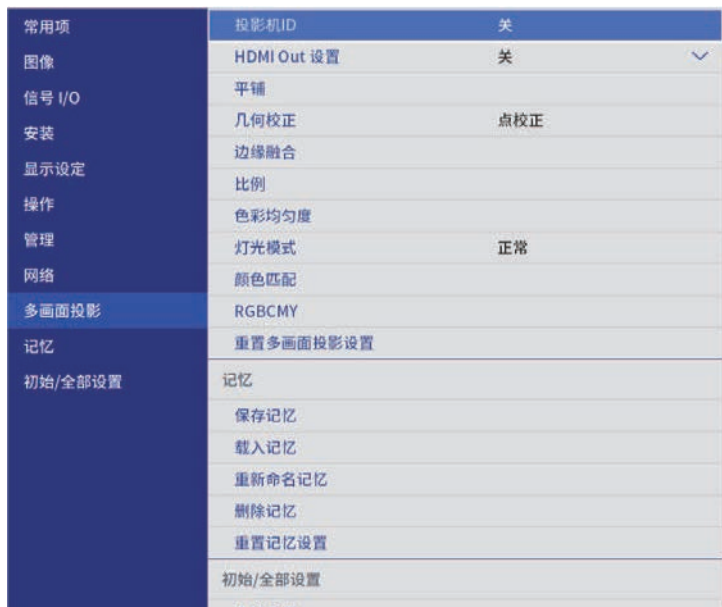 常用项
图像
信号 I/O
安装
显示设定
操作
管理
网络
多画面投影
记忆
初始/全部设置
投影机ID 关
HDMI Out 设置 关
平铺
几何校正 点校正
边缘融合
比例
色彩均匀度
灯光模式 正常
颜色匹配
RGBCMY
重置多画面投影设置
记忆
保存记忆
载入记忆
重新命名记忆
删除记忆
重置记忆设置
初始/全部设置